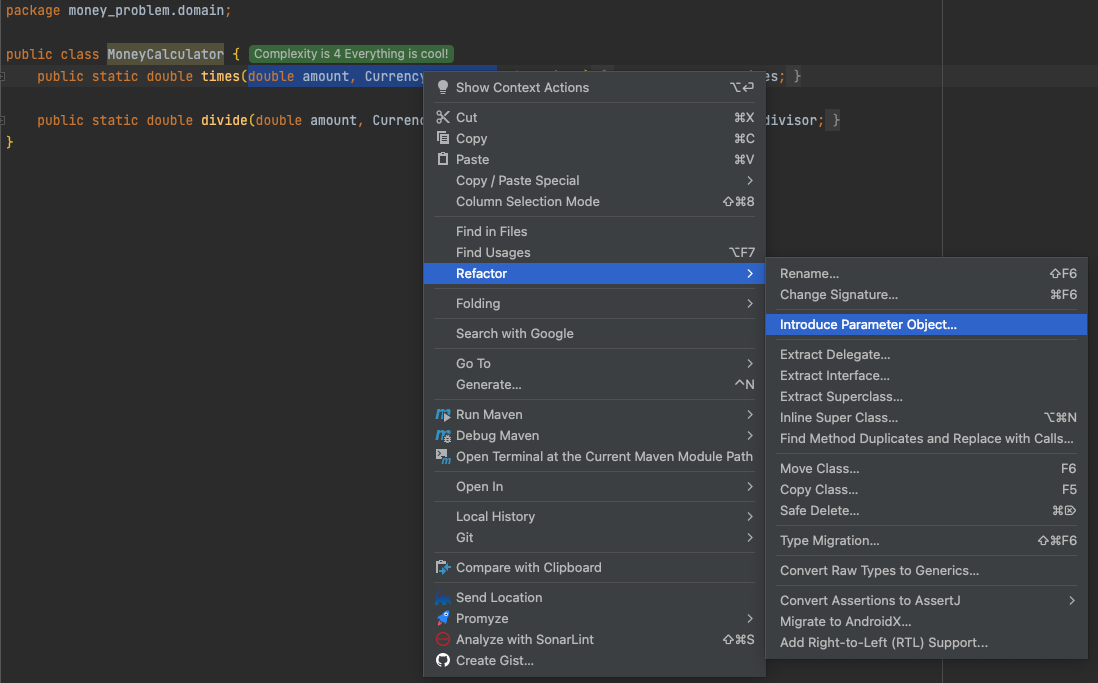 package money_problem.domain;
public class MoneyCalculator { Complexity is 4 Everything is cool!
public static double times(double amount, Currency es; }
public static double divide(double amount, Currenc divisor; }
}
Show Context Actions ⌥↩
Cut ⌘X
Copy ⌘C
Paste ⌘V
Copy / Paste Special
Column Selection Mode ⇧⌘8
Find in Files
Find Usages ⌥F7
Refactor
Folding
Search with Google
Go To
Generate... ^N
Run Maven
Debug Maven
Open Terminal at the Current Maven Module Path
Open In
Local History
Git
Compare with Clipboard
Send Location
Promyze
Analyze with SonarLint ⇧⌘S
Create Gist...
Rename... ⇧F6
Change Signature... ⌘F6
Introduce Parameter Object...
Extract Delegate...
Extract Interface...
Extract Superclass...
Inline Super Class... ⌥⌘N
Find Method Duplicates and Replace with Calls...
Move Class... F6
Copy Class... F5
Safe Delete... ⌘⌦
Type Migration... ⇧⌘F6
Convert Raw Types to Generics...
Convert Assertions to AssertJ
Migrate to AndroidX...
Add Right-to-Left (RTL) Support...